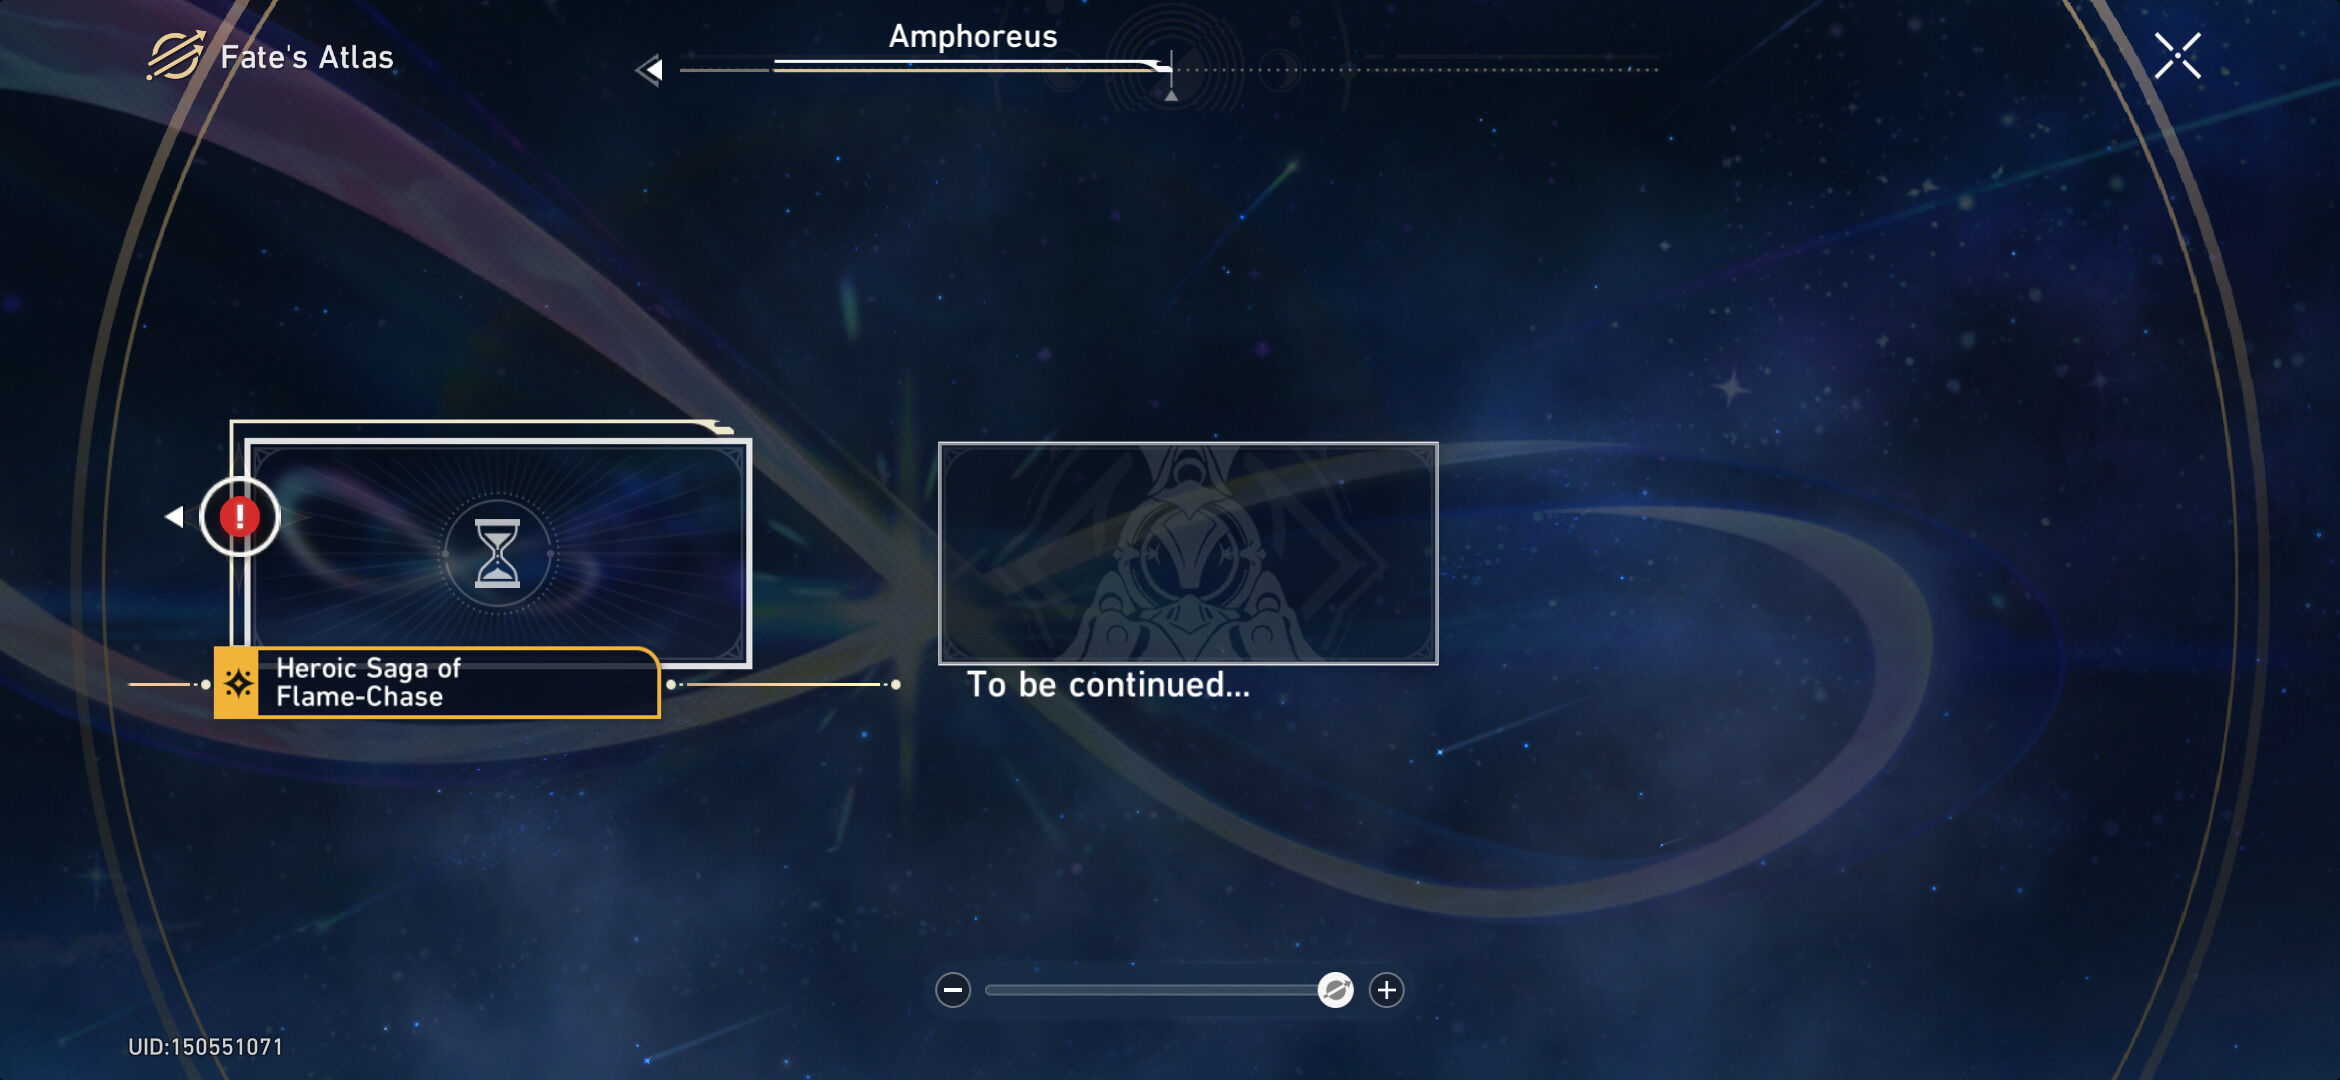 Fate's Atlas
Amphoreus
Heroic Saga of
Flame-Chase
To be continued...
UID:150551071